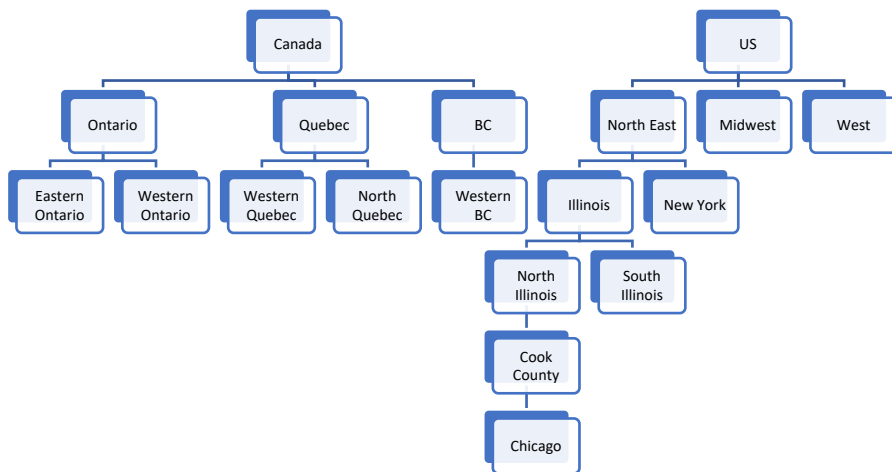 Canada
US
Ontario
Quebec
BC
North East
Midwest
West
Eastern
Ontario
Western
Ontario
Western
Quebec
North
Quebec
Western
BC
Illinois
New York
North
Illinois
South
Illinois
Cook
County
Chicago